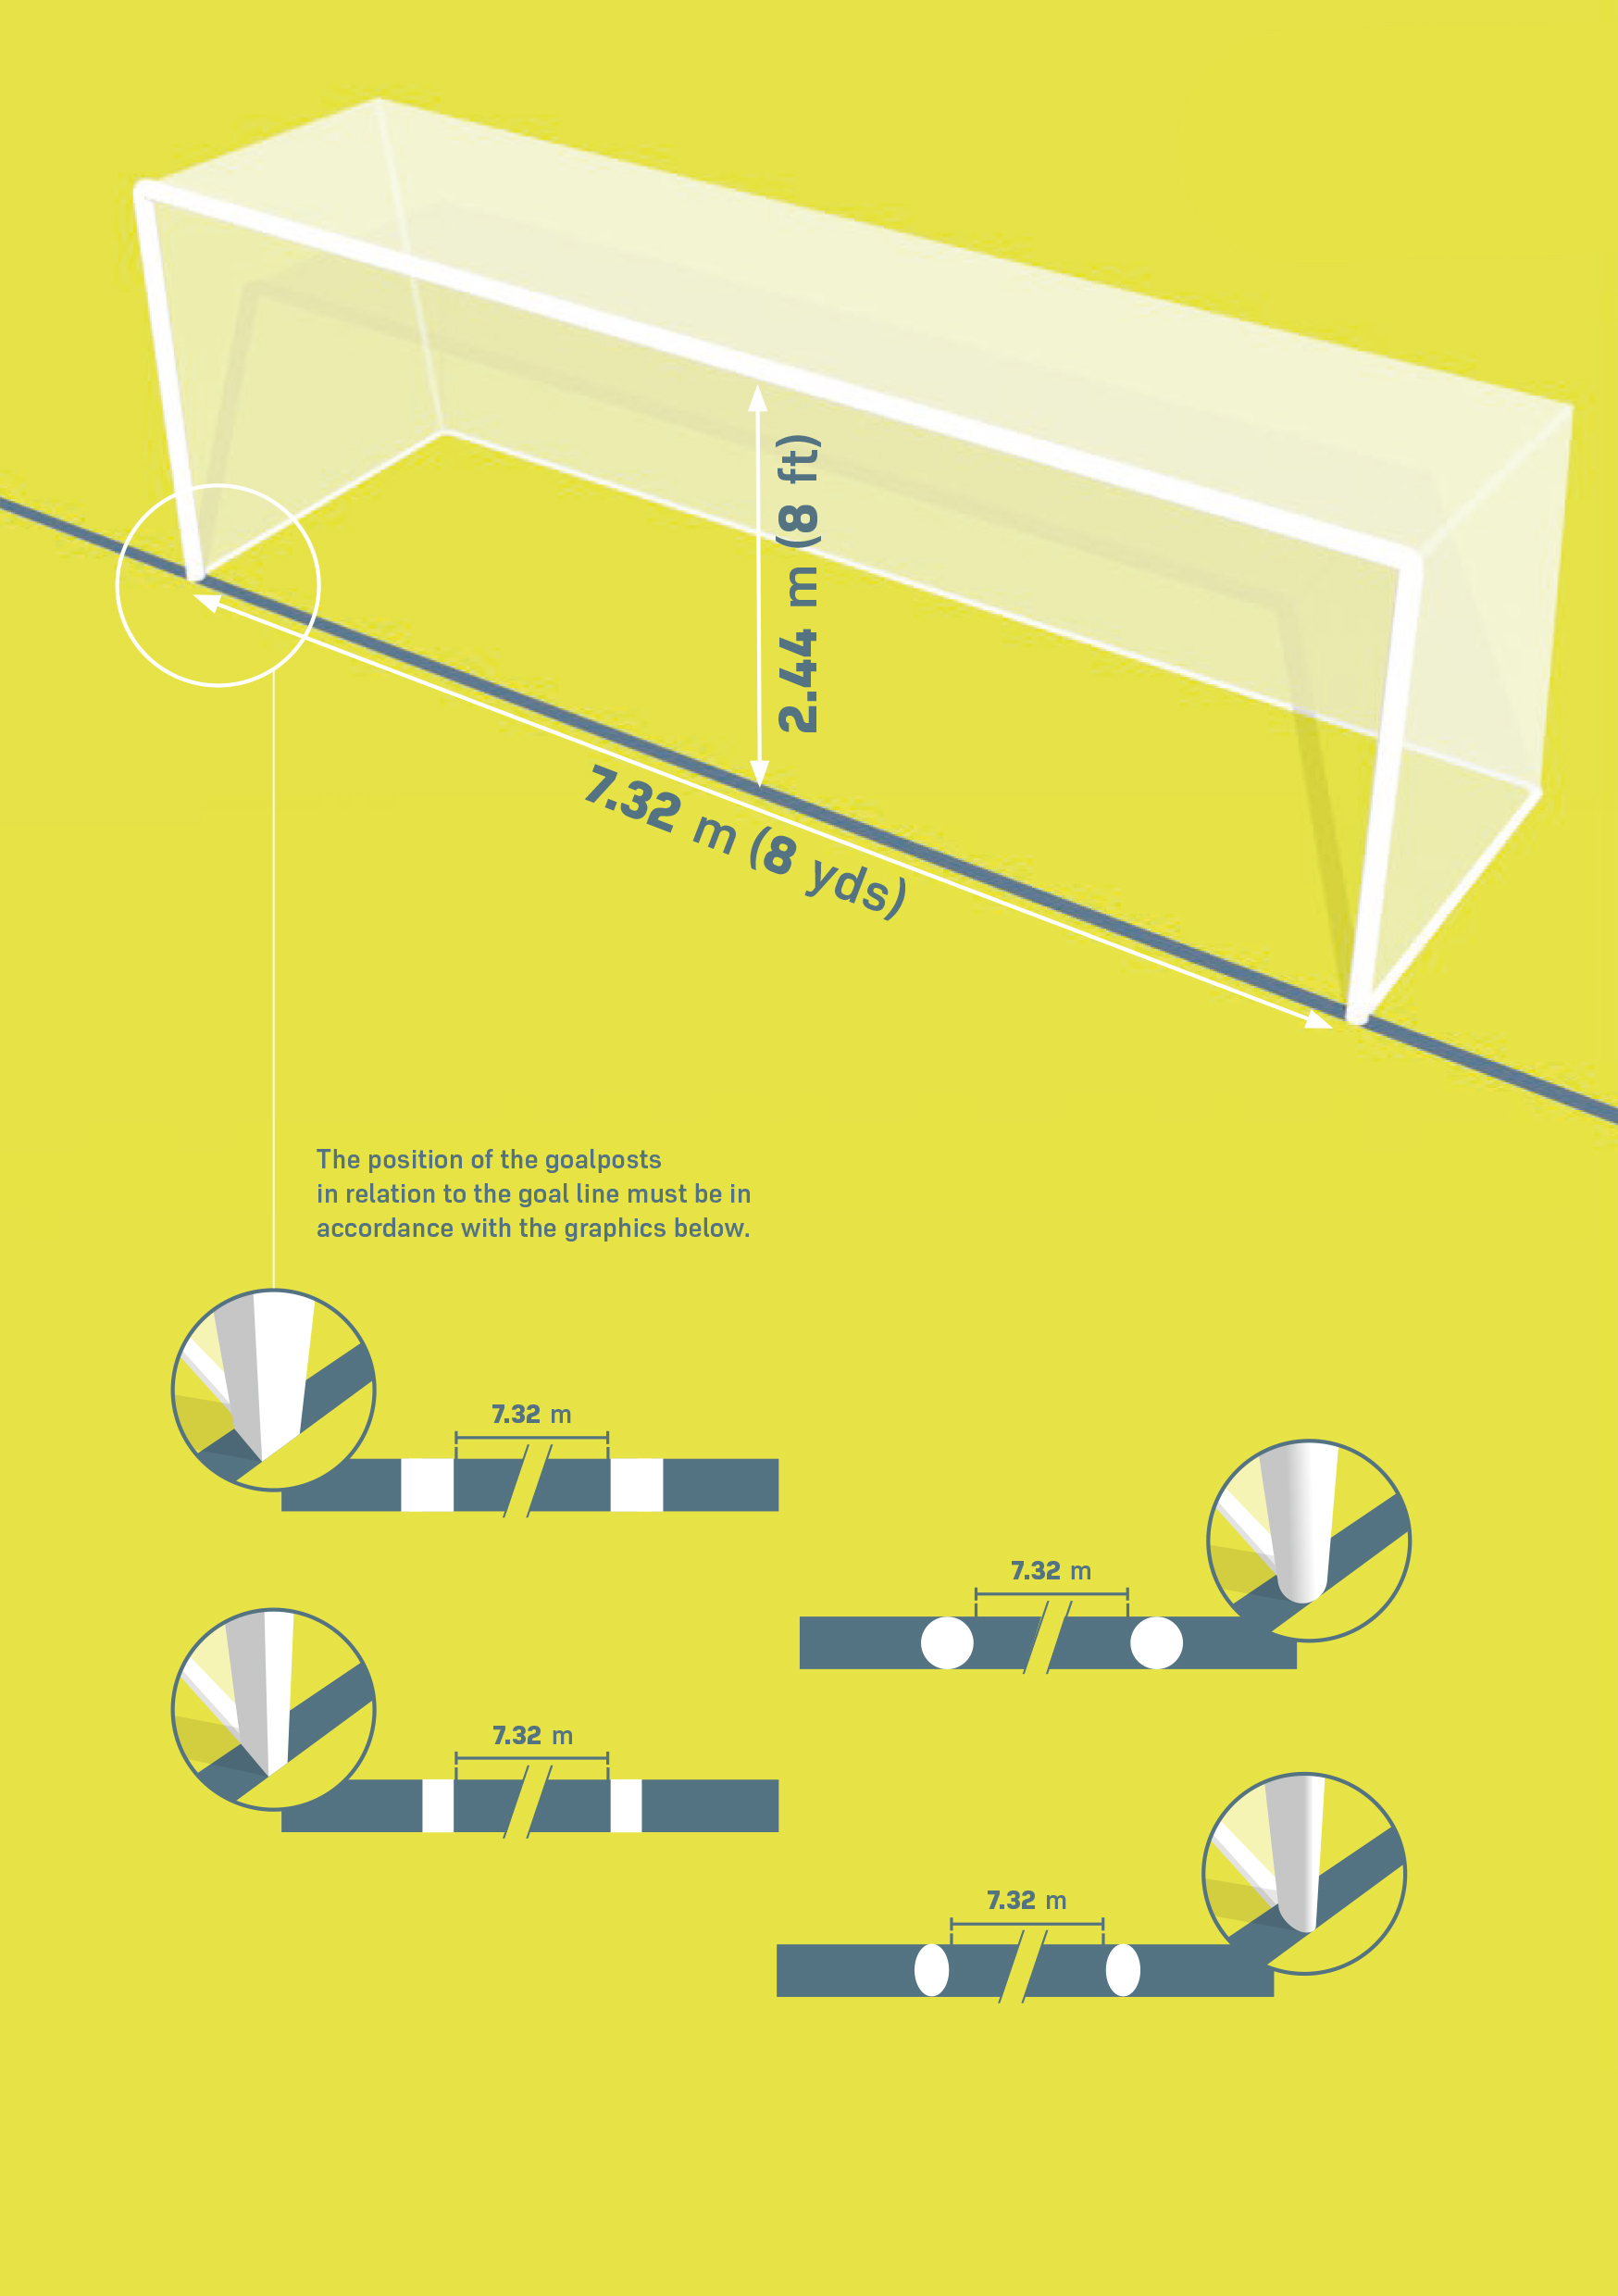 2.44 m (8 ft)
7.32 m (8 yds)
The position of the goalposts
in relation to the goal line must be in
accordance with the graphics below.
7.32 m
7.32 m
7.32 m
7.32 m